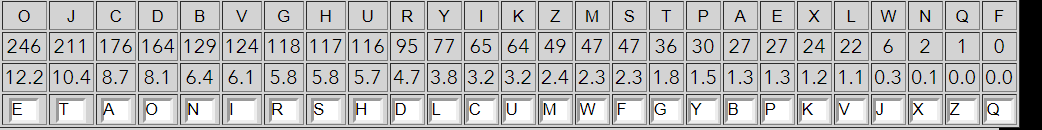 O J C D B V G H U R Y I K Z M S T P A E X L W N Q F
246 211 176 164 129 124 118 117 116 95 77 65 64 49 47 47 36 30 27 27 24 22 6 2 1 0
12.2 10.4 8.7 8.1 6.4 6.1 5.8 5.8 5.7 4.7 3.8 3.2 3.2 2.4 2.3 2.3 1.8 1.5 1.3 1.3 1.2 1.1 0.3 0.1 0.0 0.0
E T A O N I R S H D L C U M W F G Y B P K V J X Z Q